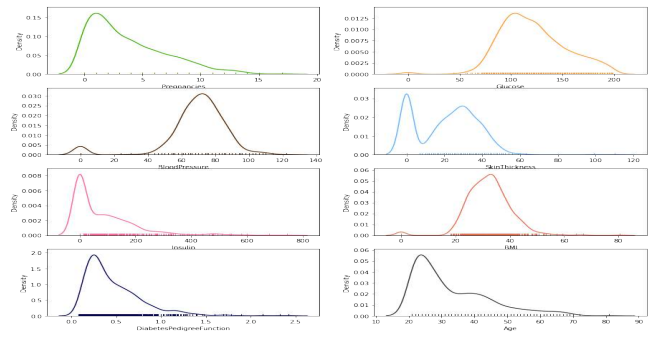 0.15
0.10
0.05
0.00
Density
0 5 10 15 20
Pregnancies
0.0125
0.0100
0.0075
0.0050
0.0025
0.0000
Density
0 50 100 150 200
Glucose
0.030
0.025
0.020
0.015
0.010
0.005
0.000
Density
0 20 40 60 80 100 120 140
BloodPressure
0.03
0.02
0.01
0.00
Density
0 20 40 60 80 100 120
SkinThickness
0.008
0.006
0.004
0.002
0.000
Density
0 200 400 600 800
Insulin
0.06
0.05
0.04
0.03
0.02
0.01
0.00
Density
0 20 40 60 80
BMI
2.0
1.5
1.0
0.5
0.0
Density
0.0 0.5 1.0 1.5 2.0 2.5
DiabetesPedigreeFunction
0.06
0.05
0.04
0.03
0.02
0.01
0.00
Density
10 20 30 40 50 60 70 80 90
Age